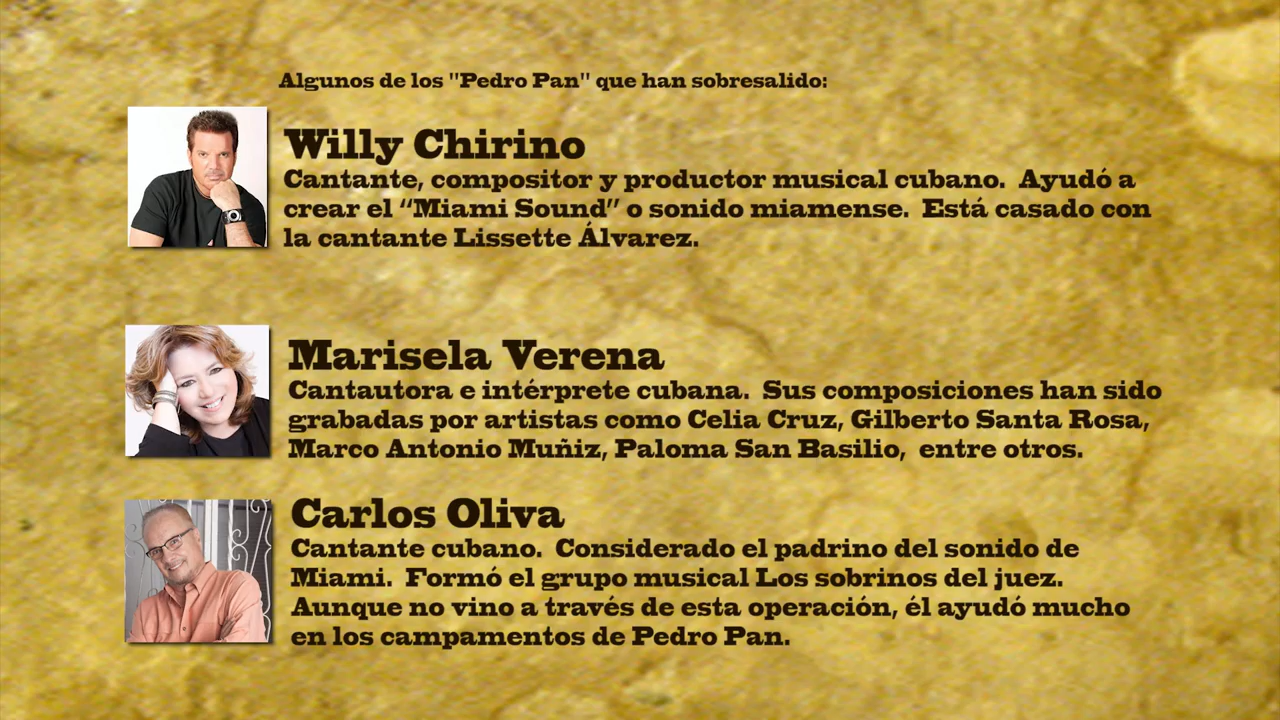 Algunos de los "Pedro Pan" que han sobresalido:
Willy Chirino
Cantante, compositor y productor musical cubano.  Ayudó a
crear el “Miami Sound” o sonido miamense.  Está casado con
la cantante Lissette Álvarez.
Marisela Verena
Cantautora e intérprete cubana.  Sus composiciones han sido
grabadas por artistas como Celia Cruz, Gilberto Santa Rosa,
Marco Antonio Muñiz, Paloma San Basilio,  entre otros.
Carlos Oliva
Cantante cubano.  Considerado el padrino del sonido de
Miami.  Formó el grupo musical Los sobrinos del juez.
Aunque no vino a través de esta operación, él ayudó mucho
en los campamentos de Pedro Pan.